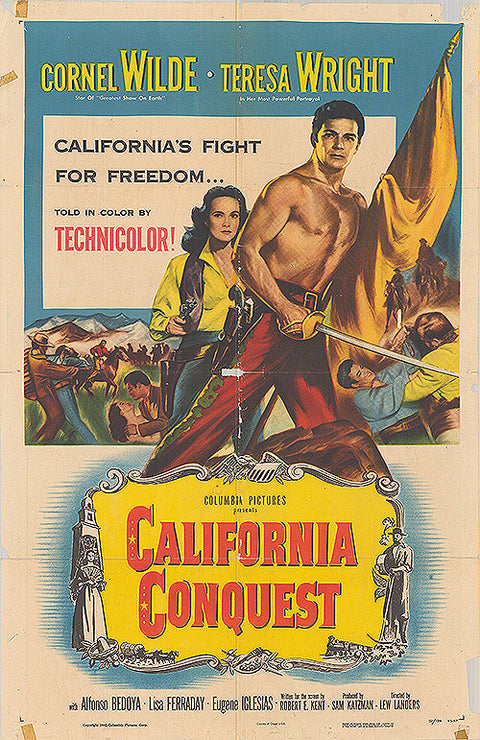 CORNEL WILDE · TERESA WRIGHT
Star Of "Greatest Show On Earth"
In Her Most Powerful Portrayal
CALIFORNIA'S FIGHT
FOR FREEDOM...
TOLD IN COLOR BY
TECHNICOLOR!
COLUMBIA PICTURES
presents
CALIFORNIA
CONQUEST
with Alfonso BEDOYA · Lisa FERRADAY · Eugene IGLESIAS
Written for the screen by
ROBERT E. KENT
Produced by
SAM KATZMAN
Directed by
LEW LANDERS